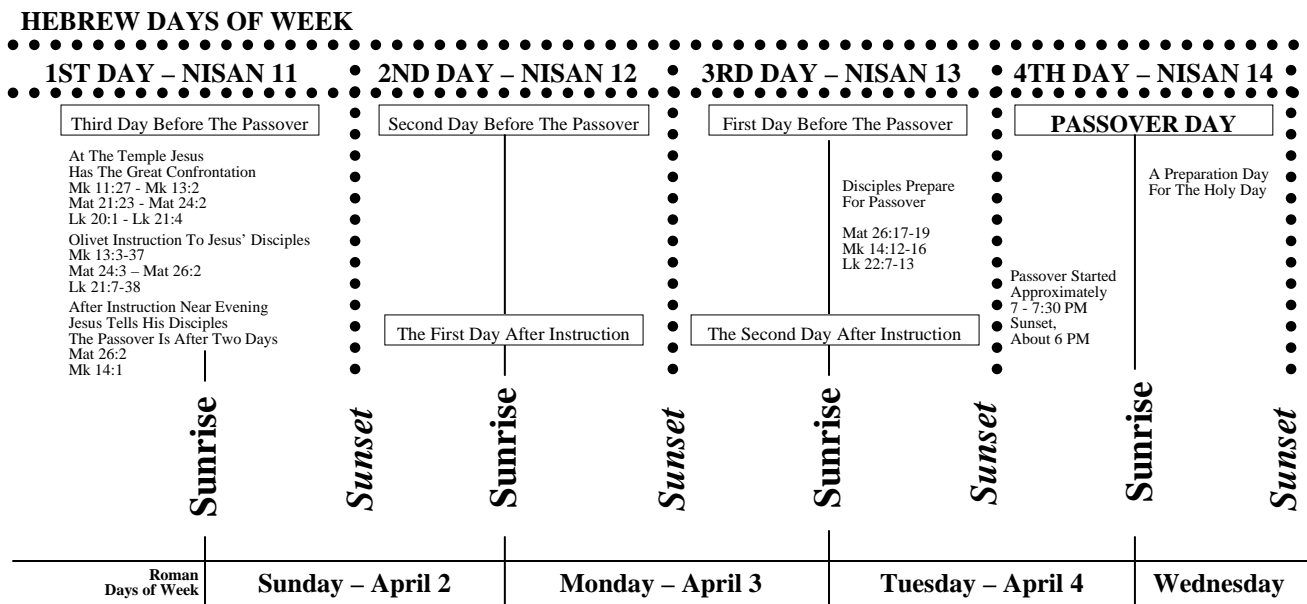 HEBREW DAYS OF WEEK
1ST DAY – NISAN 11
2ND DAY – NISAN 12
3RD DAY – NISAN 13
4TH DAY – NISAN 14
Third Day Before The Passover
Second Day Before The Passover
First Day Before The Passover
PASSOVER DAY
At The Temple Jesus
Has The Great Confrontation
Mk 11:27 - Mk 13:2
Mat 21:23 - Mat 24:2
Lk 20:1 - Lk 21:4
Olivet Instruction To Jesus’ Disciples
Mk 13:3-37
Mat 24:3 – Mat 26:2
Lk 21:7-38
After Instruction Near Evening
Jesus Tells His Disciples
The Passover Is After Two Days
Mat 26:2
Mk 14:1
The First Day After Instruction
Disciples Prepare
For Passover
Mat 26:17-19
Mk 14:12-16
Lk 22:7-13
The Second Day After Instruction
Passover Started
Approximately
7 - 7:30 PM
Sunset,
About 6 PM
A Preparation Day
For The Holy Day
Sunrise
Sunset
Sunrise
Sunset
Sunrise
Sunset
Sunrise
Sunset
Roman
Days of Week
Sunday – April 2
Monday – April 3
Tuesday – April 4
Wednesday